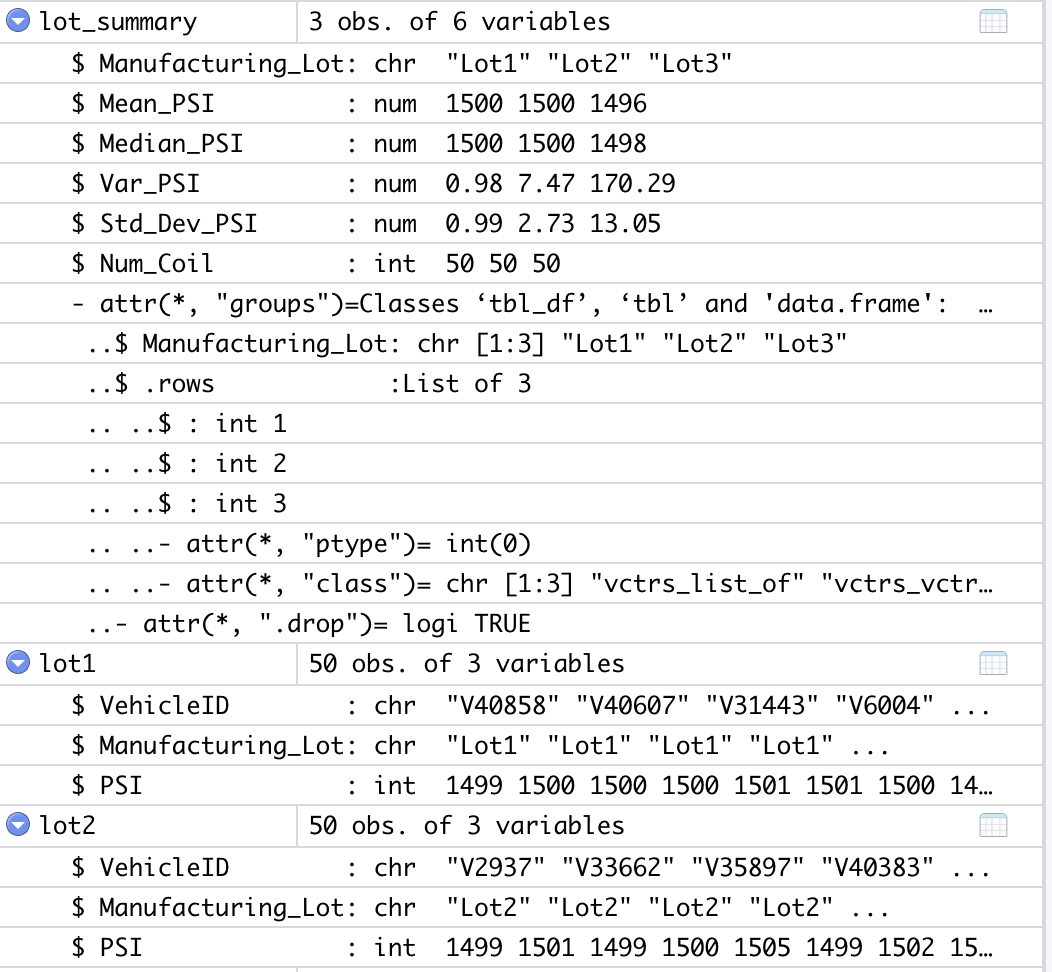 lot_summary 3 obs. of 6 variables
$ Manufacturing_Lot: chr "Lot1" "Lot2" "Lot3"
$ Mean_PSI : num 1500 1500 1496
$ Median_PSI : num 1500 1500 1498
$ Var_PSI : num 0.98 7.47 170.29
$ Std_Dev_PSI : num 0.99 2.73 13.05
$ Num_Coil : int 50 50 50
- attr(*, "groups")=Classes ‘tbl_df’, ‘tbl’ and 'data.frame': …
..$ Manufacturing_Lot: chr [1:3] "Lot1" "Lot2" "Lot3"
..$ .rows :List of 3
.. ..$ : int 1
.. ..$ : int 2
.. ..$ : int 3
.. ..- attr(*, "ptype")= int(0)
.. ..- attr(*, "class")= chr [1:3] "vctrs_list_of" "vctrs_vctr…
..- attr(*, ".drop")= logi TRUE
lot1 50 obs. of 3 variables
$ VehicleID : chr "V40858" "V40607" "V31443" "V6004" ...
$ Manufacturing_Lot: chr "Lot1" "Lot1" "Lot1" "Lot1" ...
$ PSI : int 1499 1500 1500 1500 1501 1501 1500 14…
lot2 50 obs. of 3 variables
$ VehicleID : chr "V2937" "V33662" "V35897" "V40383" ...
$ Manufacturing_Lot: chr "Lot2" "Lot2" "Lot2" "Lot2" ...
$ PSI : int 1499 1501 1499 1500 1505 1499 1502 15…